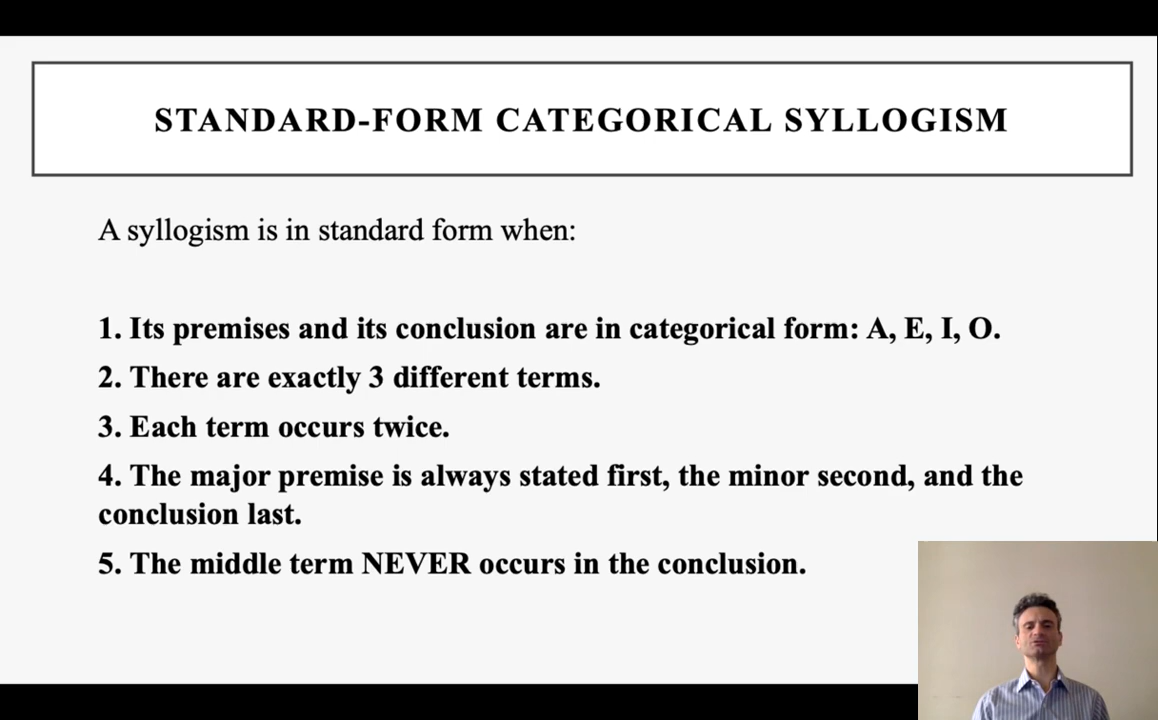 STANDARD-FORM CATEGORICAL SYLLOGISM
A syllogism is in standard form when:
1. Its premises and its conclusion are in categorical form: A, E, I, O.
2. There are exactly 3 different terms.
3. Each term occurs twice.
4. The major premise is always stated first, the minor second, and the
conclusion last.
5. The middle term NEVER occurs in the conclusion.